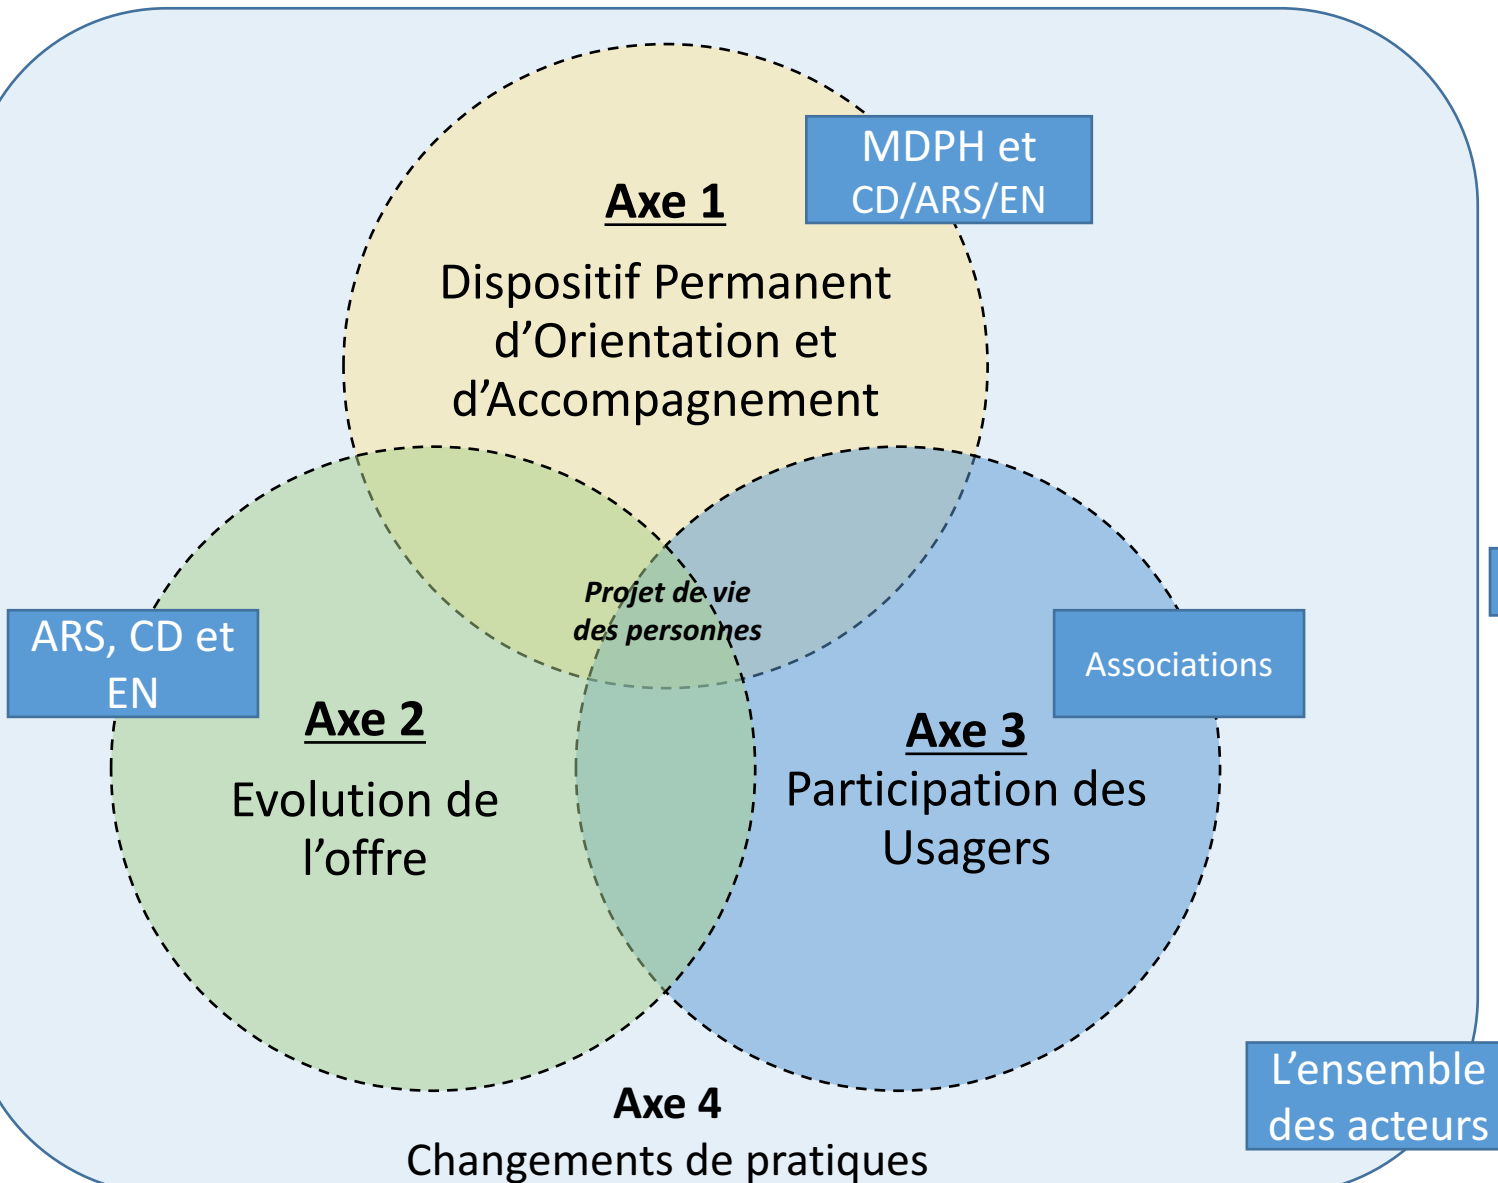 MDPH et
CD/ARS/EN
Axe 1
Dispositif Permanent
d’Orientation et
d’Accompagnement
Projet de vie
des personnes
ARS, CD et
EN
Associations
Axe 2
Evolution de
l’offre
Axe 3
Participation des
Usagers
L’ensemble
des acteurs
Axe 4
Changements de pratiques